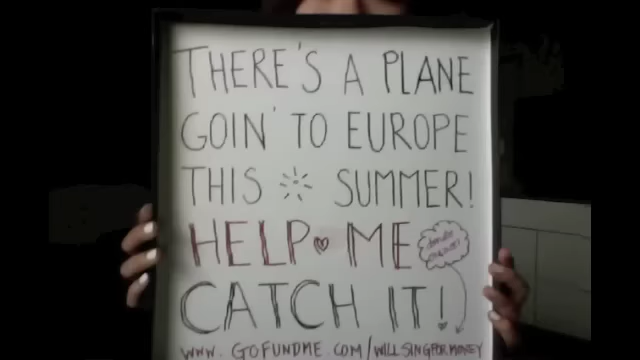 THERE'S A PLANE
GOIN' TO EUROPE
THIS SUMMER!
HELP ME
CATCH IT!
WWW.GOFUNDME.COM/WILLSINGFORMONEY